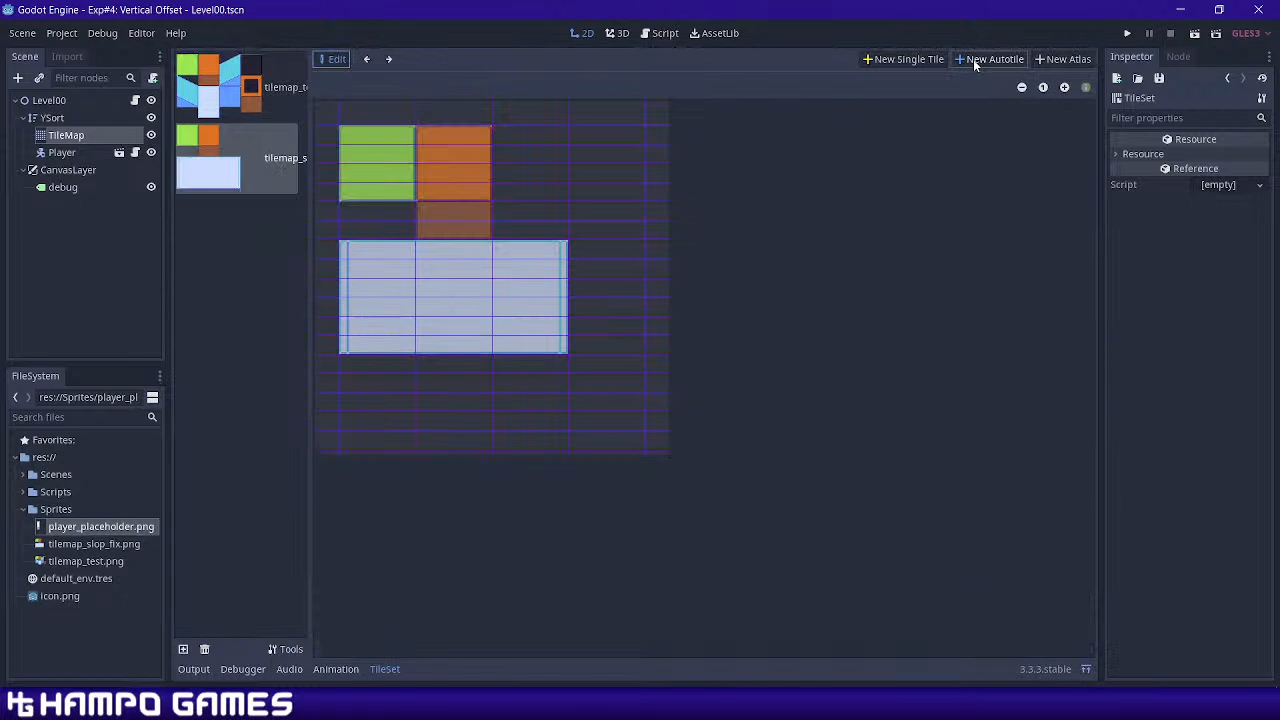 Godot Engine - Exp#4: Vertical Offset - Level00.tscn
Scene Project Debug Editor Help
2D 3D Script AssetLib
GLES3
Scene Import
Edit
New Single Tile New Autotile New Atlas
Inspector Node
Filter nodes
tilemap_t
TileSet
Level00
YSort
Filter properties
TileMap
Resource
Player
tilemap_s
Resource
CanvasLayer
Reference
debug
Script [empty]
FileSystem
res://Sprites/player_pl
Search files
Favorites:
res://
Scenes
Scripts
Sprites
player_placeholder.png
tilemap_slop_fix.png
tilemap_test.png
default_env.tres
Icon.png
Tools
Output Debugger Audio Animation TileSet
3.3.3.stable
HG HAMPO GAMES